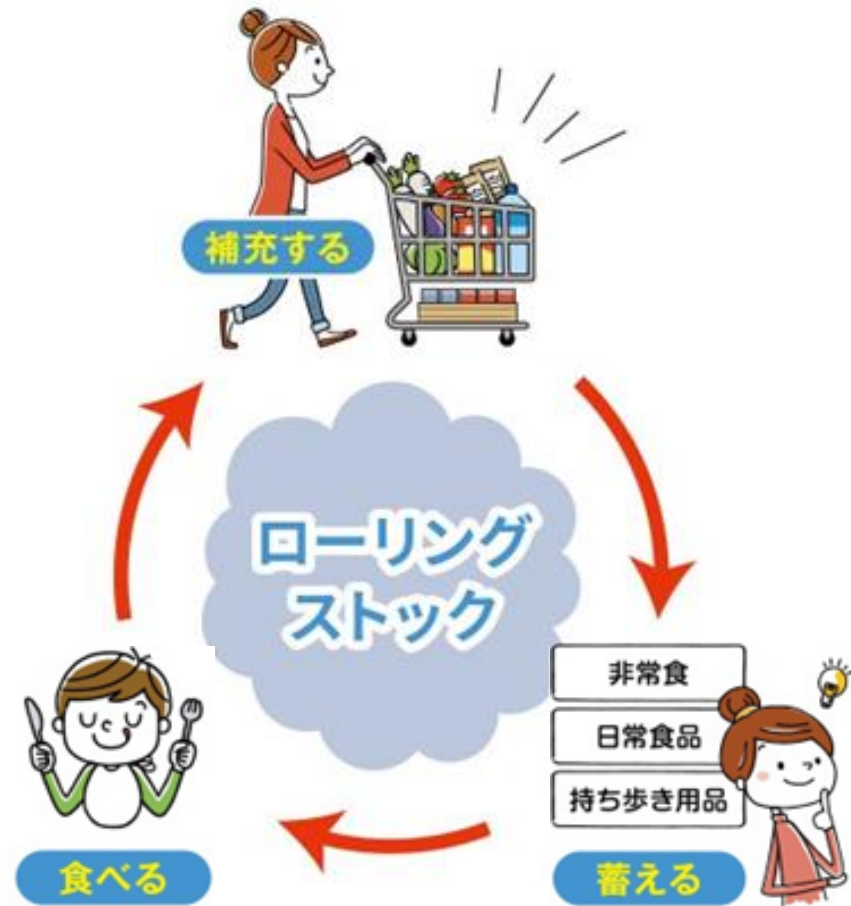 補充する
ローリング
ストック
非常食
日常食品
持ち歩き用品
食べる
蓄える